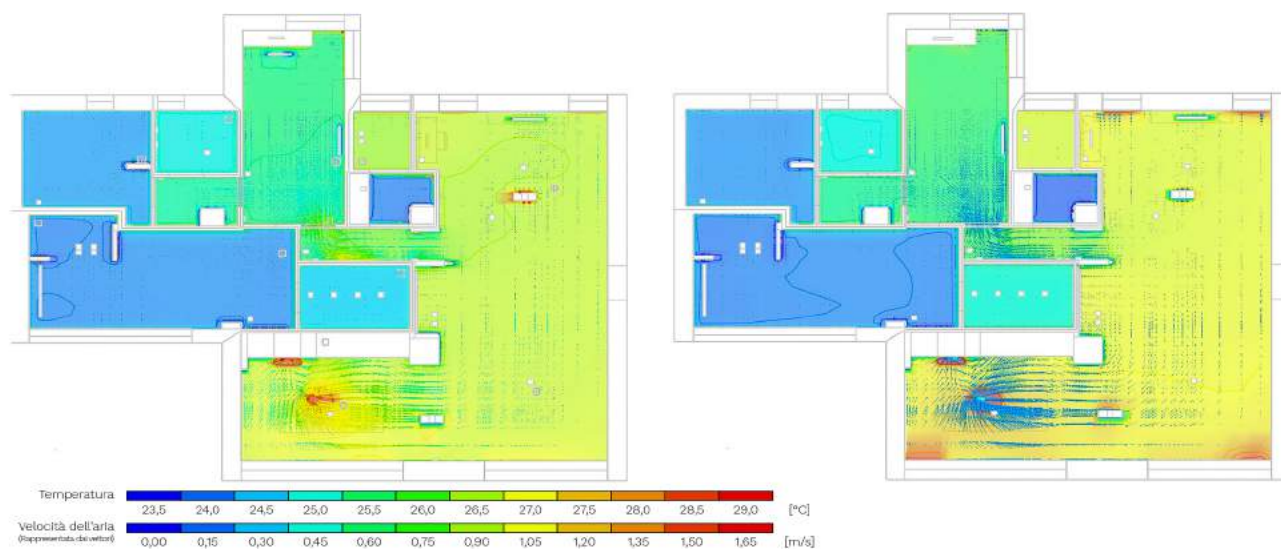 Temperatura
23,5 24,0 24,5 25,0 25,5 26,0 26,5 27,0 27,5 28,0 28,5 29,0 [°C]
Velocità dell'aria
(Rappresentata dai vettori)
0,00 0,15 0,30 0,45 0,60 0,75 0,90 1,05 1,20 1,35 1,50 1,65 [m/s]